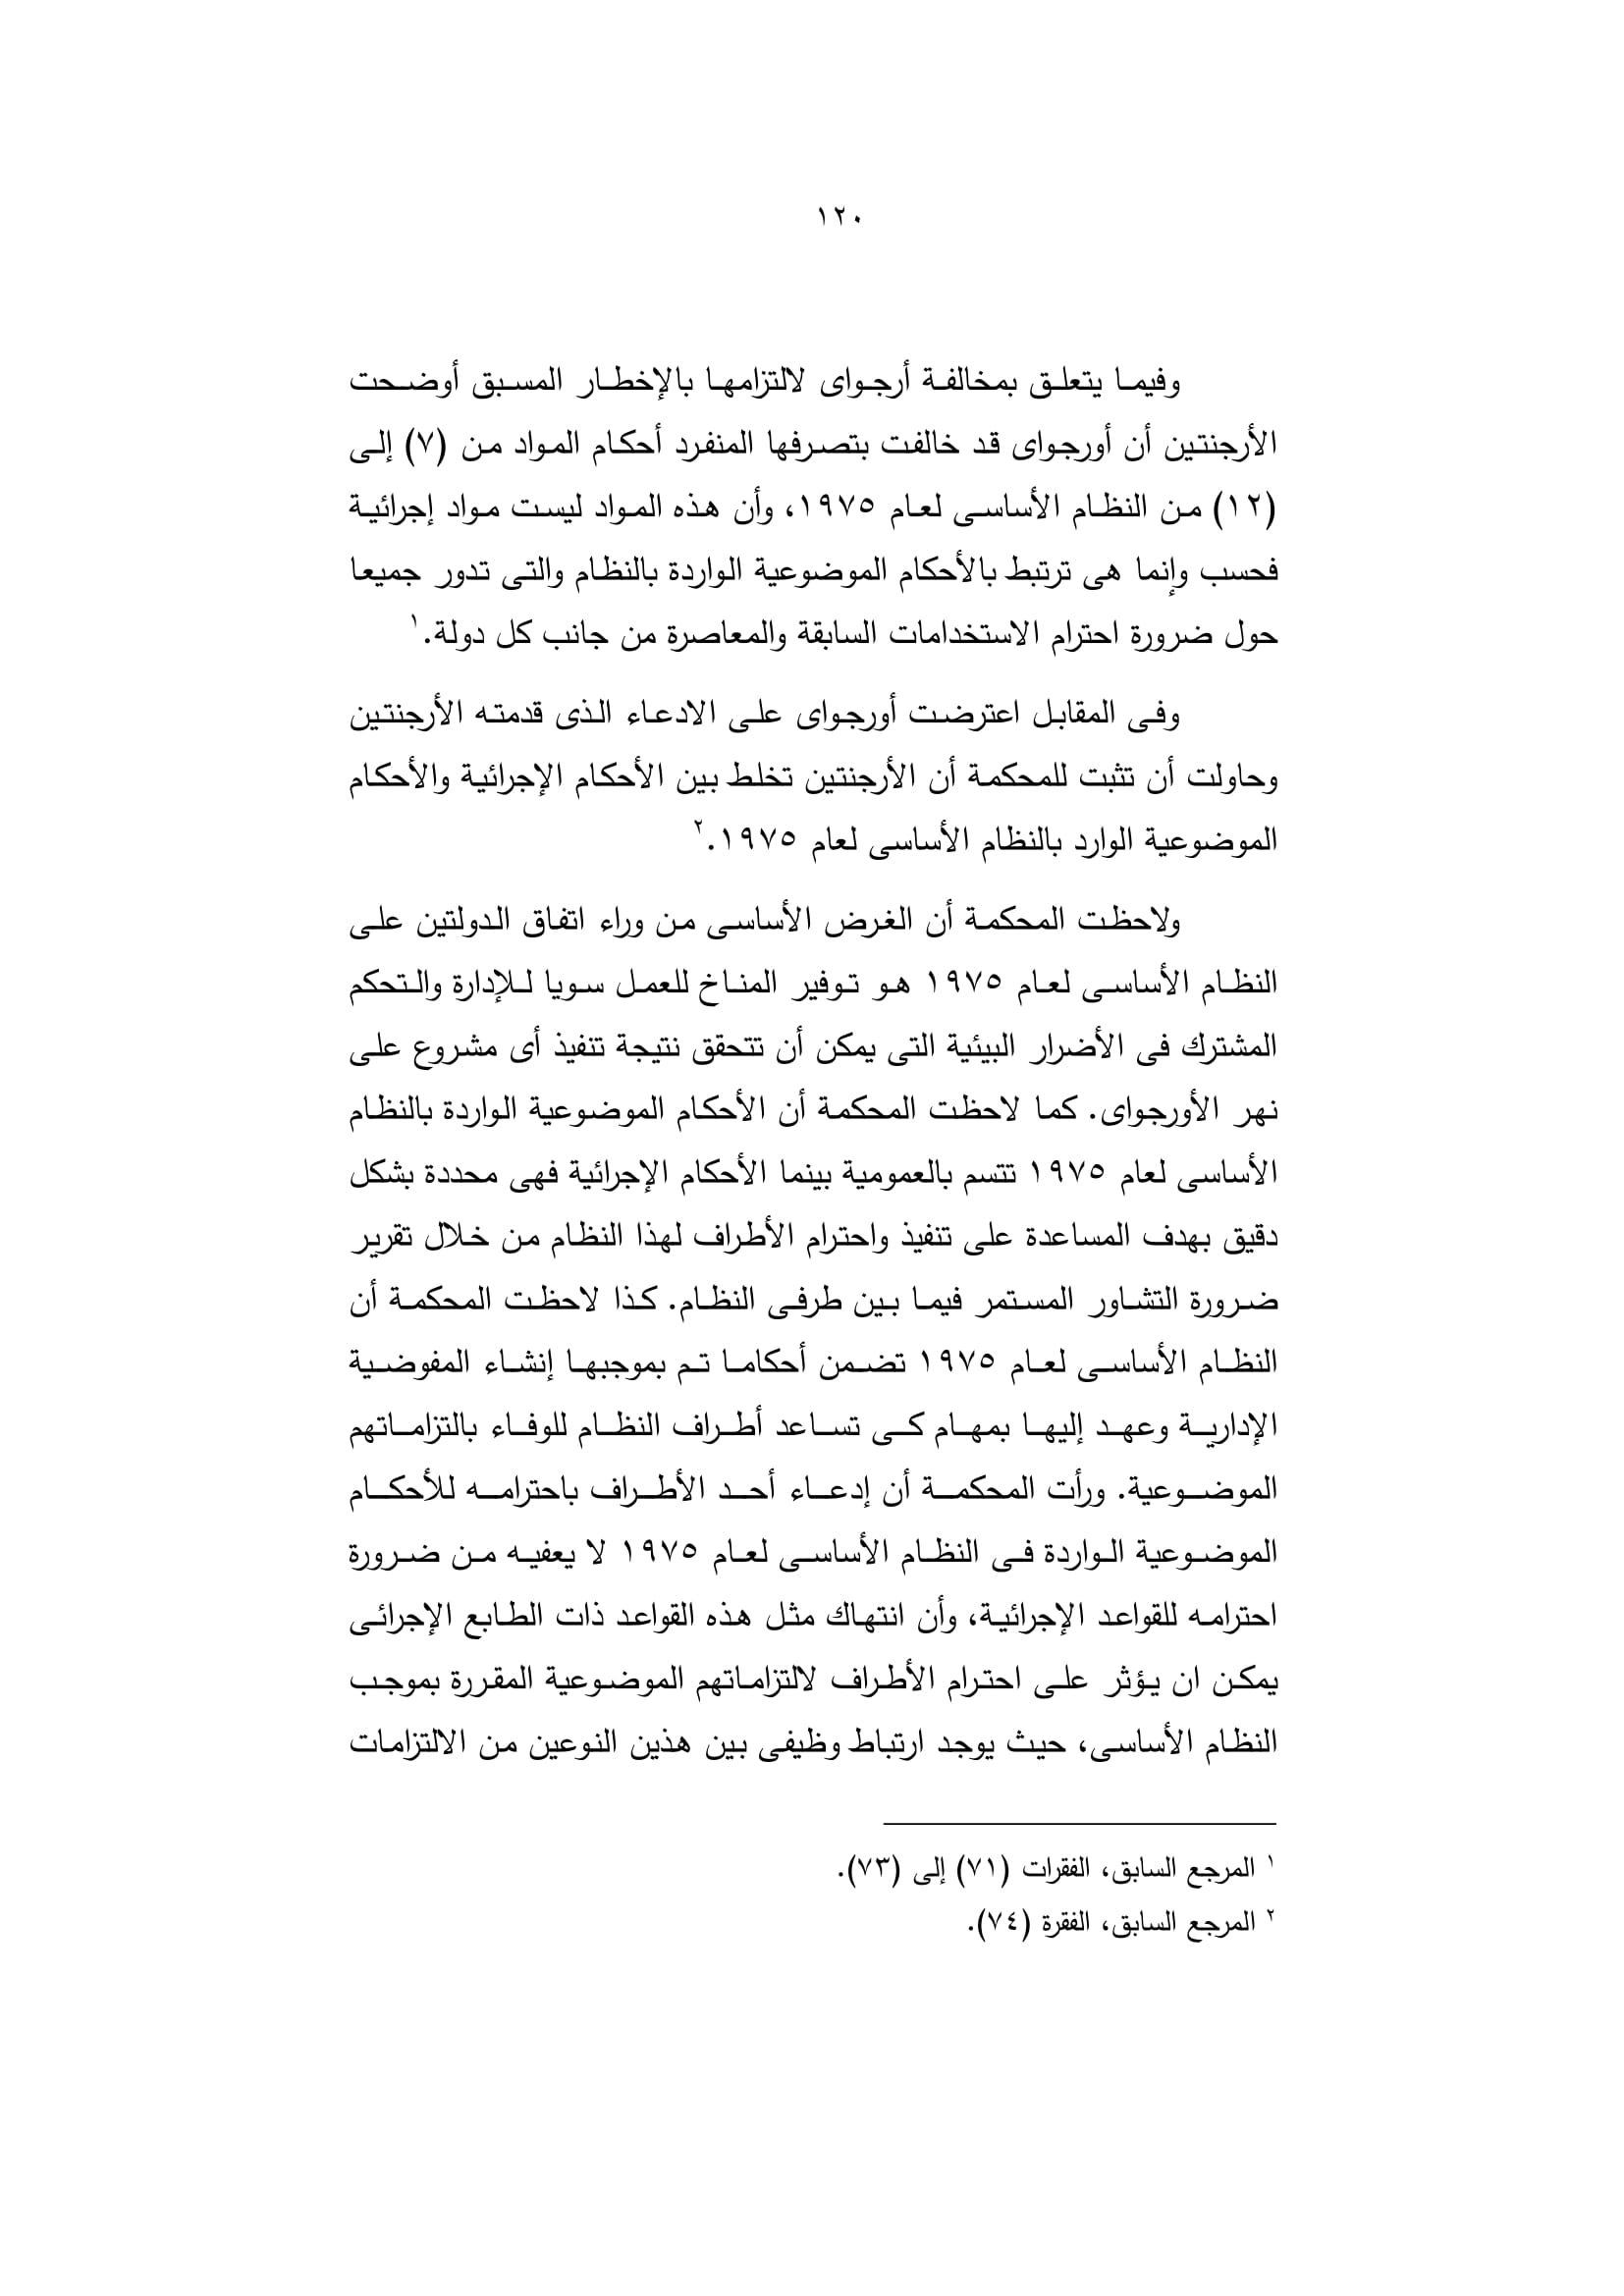 ١٢٠
وفيما يتعلق بمخالفة أرجواى لالتزامها بالإخطار المسبق أوضحت
الأرجنتين أن أورجواى قد خالفت بتصرفها المنفرد أحكام المواد من (٧) إلى
(١٢) من النظام الأساسى لعام ١٩٧٥، وأن هذه المواد ليست مواد إجرائية
فحسب وإنما هى ترتبط بالأحكام الموضوعية الواردة بالنظام والتى تدور جميعا
حول ضرورة احترام الاستخدامات السابقة والمعاصرة من جانب كل دولة.١
وفى المقابل اعترضت أورجواى على الادعاء الذى قدمته الأرجنتين
وحاولت أن تثبت للمحكمة أن الأرجنتين تخلط بين الأحكام الإجرائية والأحكام
الموضوعية الوارد بالنظام الأساسى لعام ١٩٧٥.٢
ولاحظت المحكمة أن الغرض الأساسى من وراء اتفاق الدولتين على
النظام الأساسى لعام ١٩٧٥ هو توفير المناخ للعمل سويا للإدارة والتحكم
المشترك فى الأضرار البيئية التى يمكن أن تتحقق نتيجة تنفيذ أى مشروع على
نهر الأورجواى. كما لاحظت المحكمة أن الأحكام الموضوعية الواردة بالنظام
الأساسى لعام ١٩٧٥ تتسم بالعمومية بينما الأحكام الإجرائية فهى محددة بشكل
دقيق بهدف المساعدة على تنفيذ واحترام الأطراف لهذا النظام من خلال تقرير
ضرورة التشاور المستمر فيما بين طرفى النظام. كذا لاحظت المحكمة أن
النظام الأساسى لعام ١٩٧٥ تضمن أحكاما تم بموجبها إنشاء المفوضية
الإدارية وعهد إليها بمهام كى تساعد أطراف النظام للوفاء بالتزاماتهم
الموضوعية. ورأت المحكمة أن إدعاء أحد الأطراف باحترامه للأحكام
الموضوعية الواردة فى النظام الأساسى لعام ١٩٧٥ لا يعفيه من ضرورة
احترامه للقواعد الإجرائية، وأن انتهاك مثل هذه القواعد ذات الطابع الإجرائى
يمكن ان يؤثر على احترام الأطراف لالتزاماتهم الموضوعية المقررة بموجب
النظام الأساسى، حيث يوجد ارتباط وظيفى بين هذين النوعين من الالتزامات
١ المرجع السابق، الفقرات (٧١) إلى (٧٣).
٢ المرجع السابق، الفقرة (٧٤).